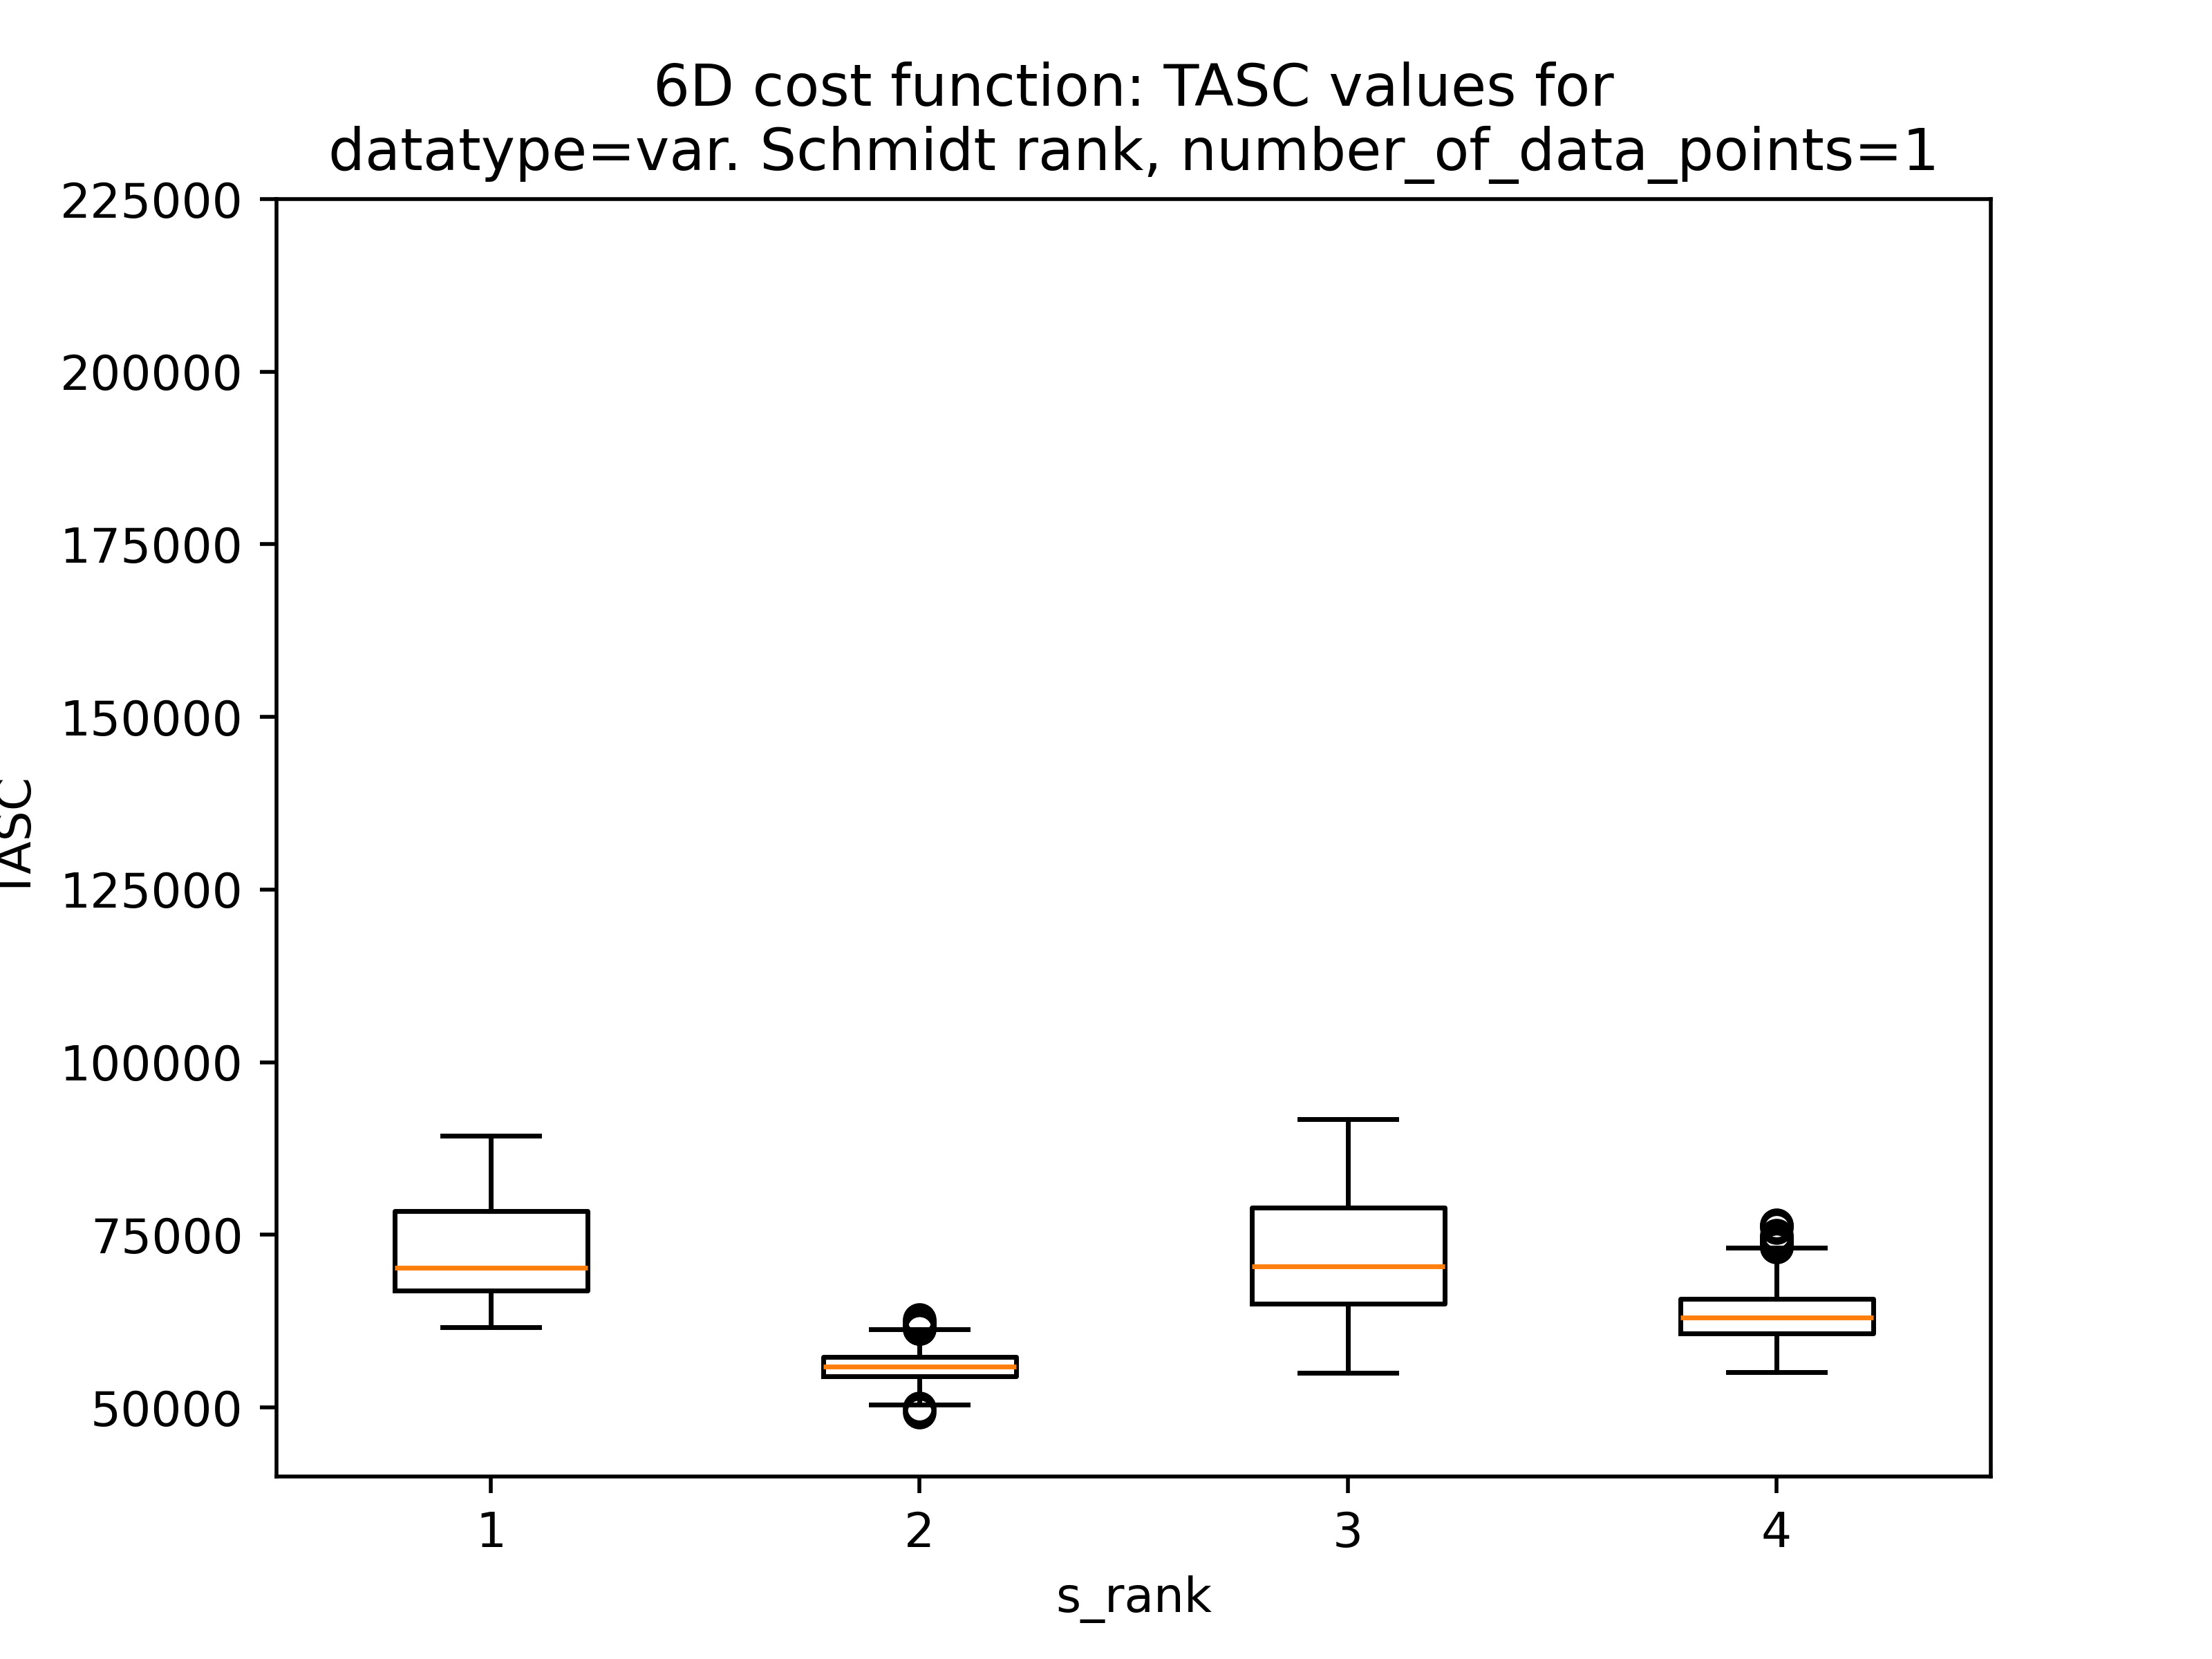 6D cost function: TASC values for
datatype=var. Schmidt rank, number_of_data_points=1
225000
200000
175000
150000
125000
100000
75000
50000
TASC
1 2 3 4
s_rank